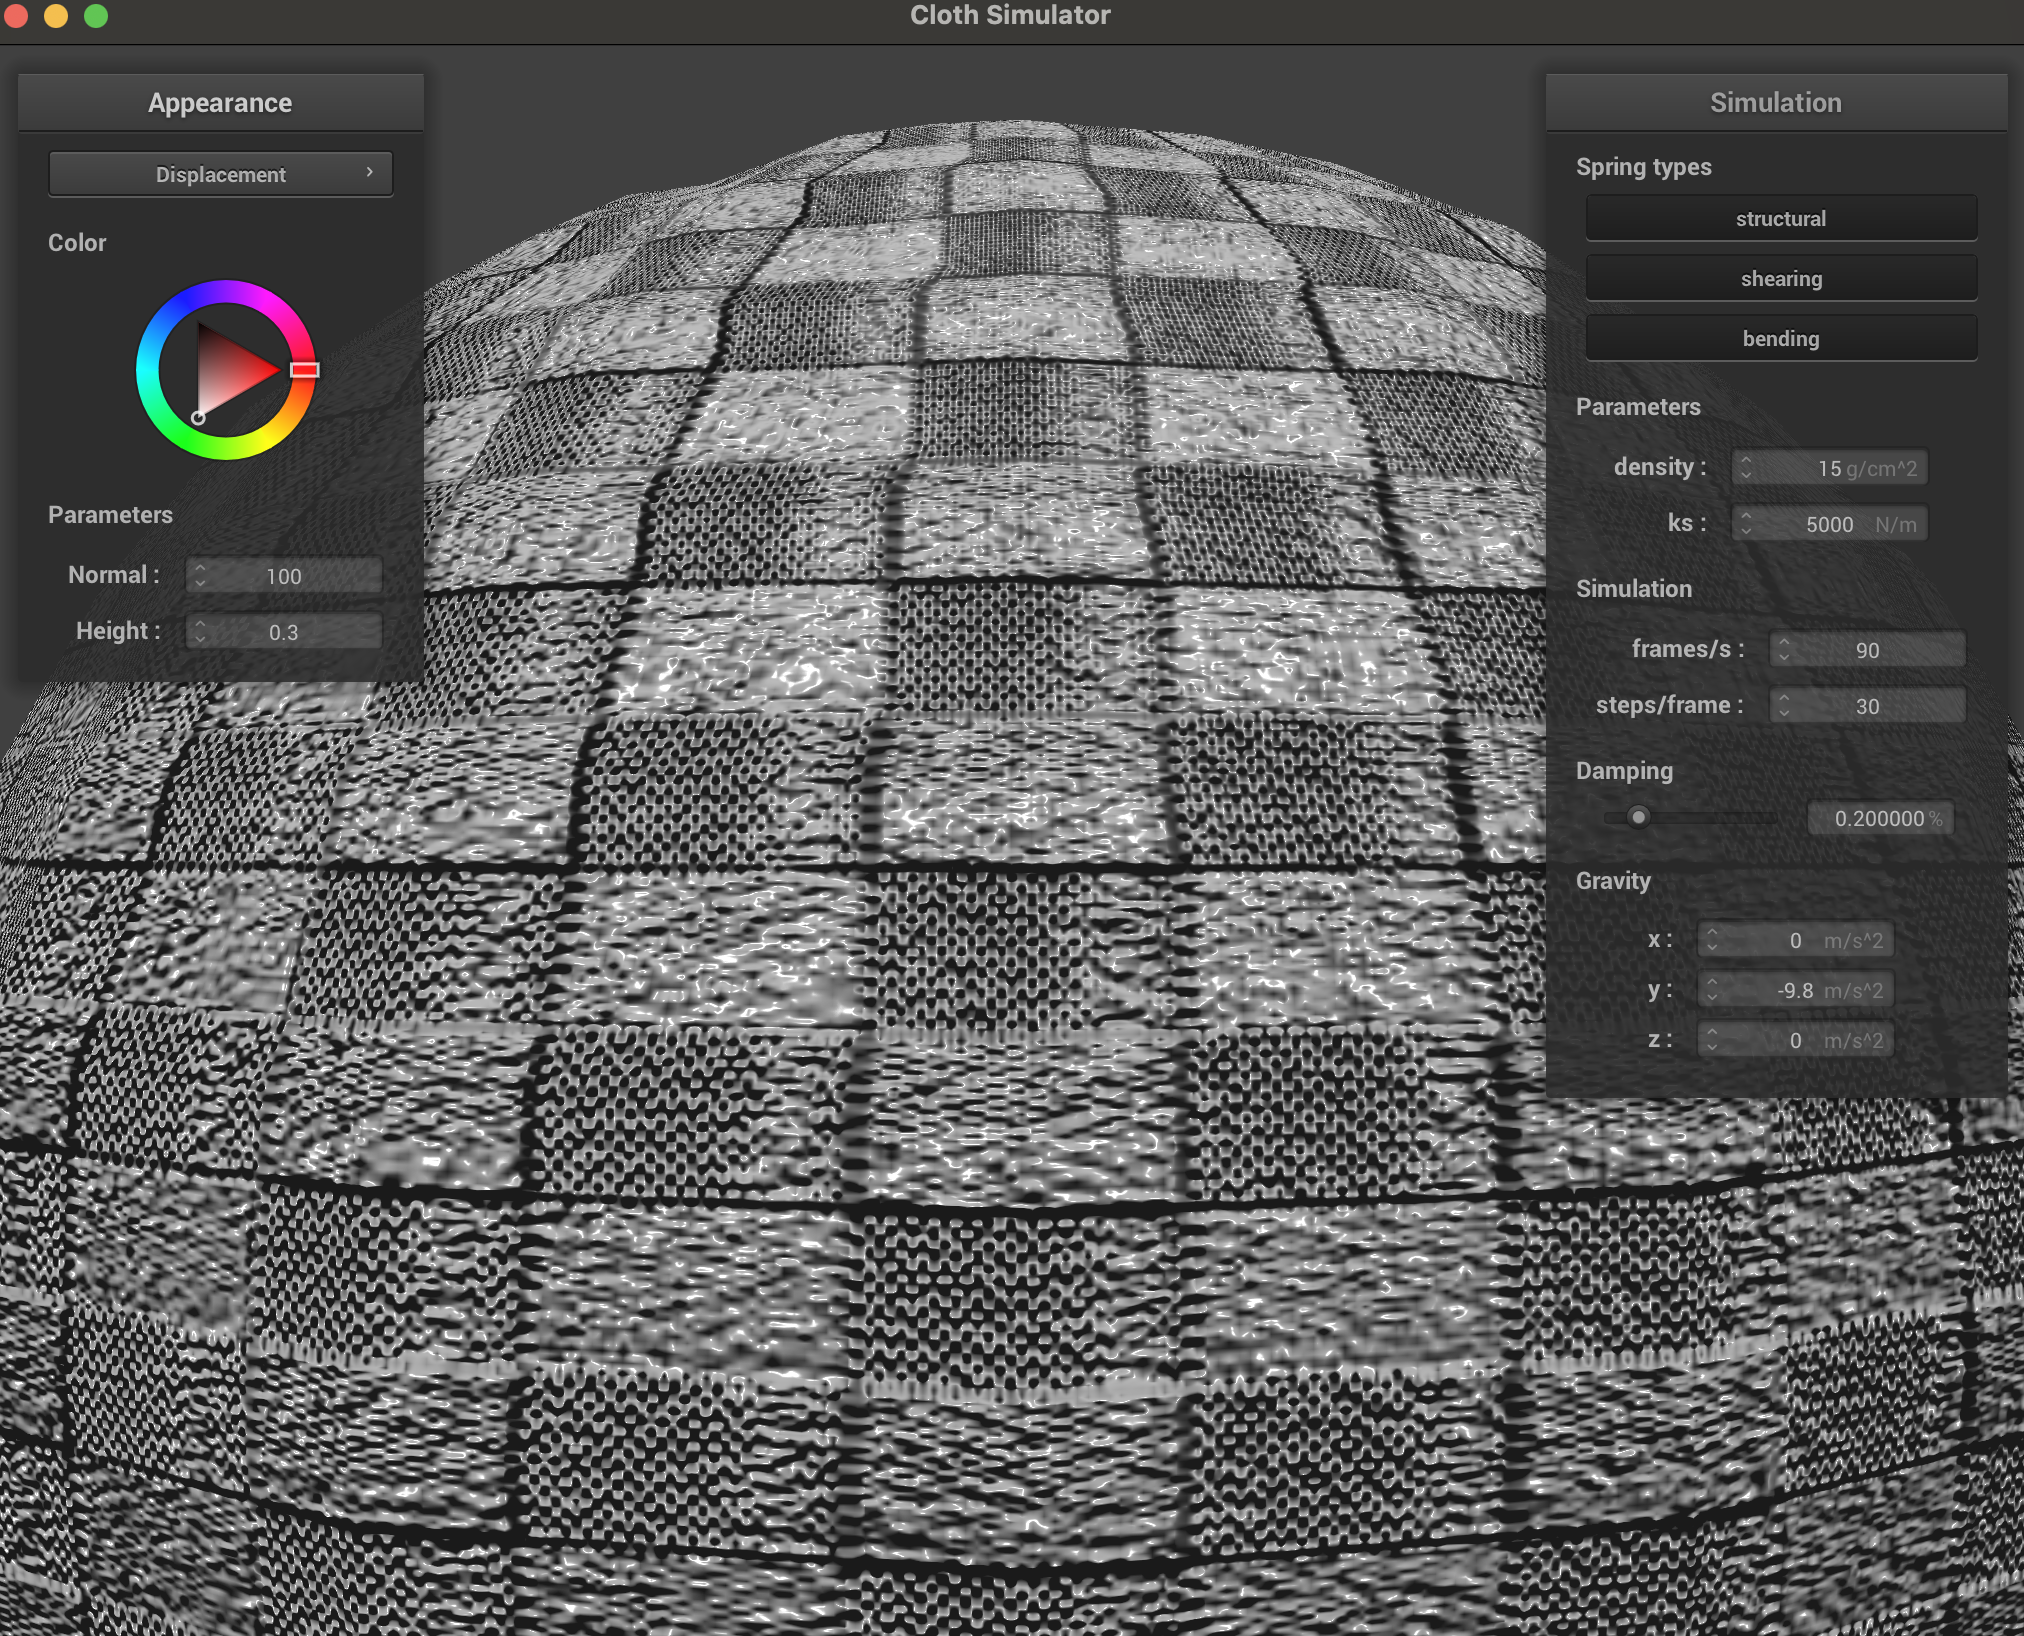 Cloth Simulator
Appearance
Displacement
Color
Parameters
Normal : 100
Height : 0.3
Simulation
Spring types
structural
shearing
bending
Parameters
density : 15 g/cm^2
ks : 5000 N/m
Simulation
frames/s : 90
steps/frame : 30
Damping
0.200000 %
Gravity
x : 0 m/s^2
y : -9.8 m/s^2
z : 0 m/s^2